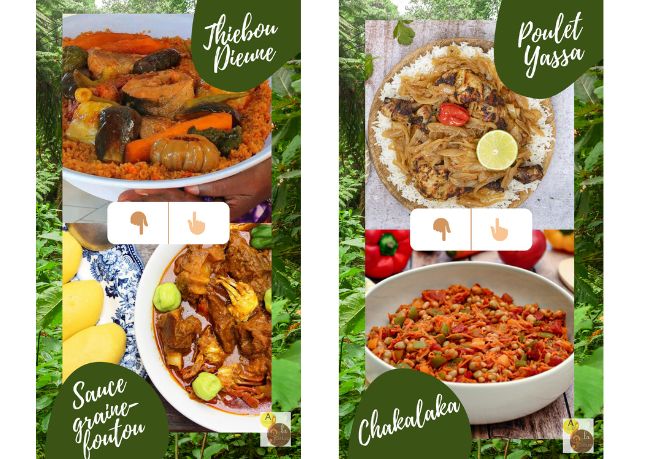 Thiebou
Dieune
Sauce
graine-
foutou
Poulet
Yassa
Chakalaka